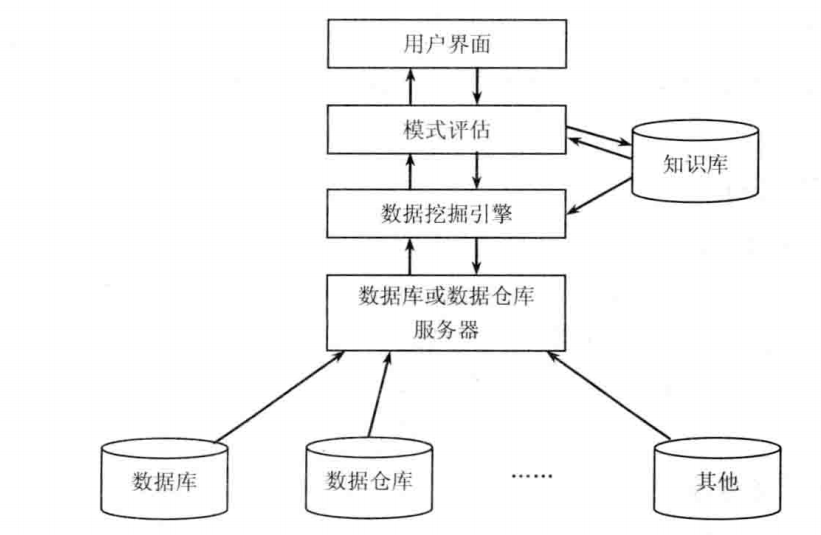 用户界面
模式评估
知识库
数据挖掘引擎
数据库或数据仓库
服务器
数据库
数据仓库
……
其他